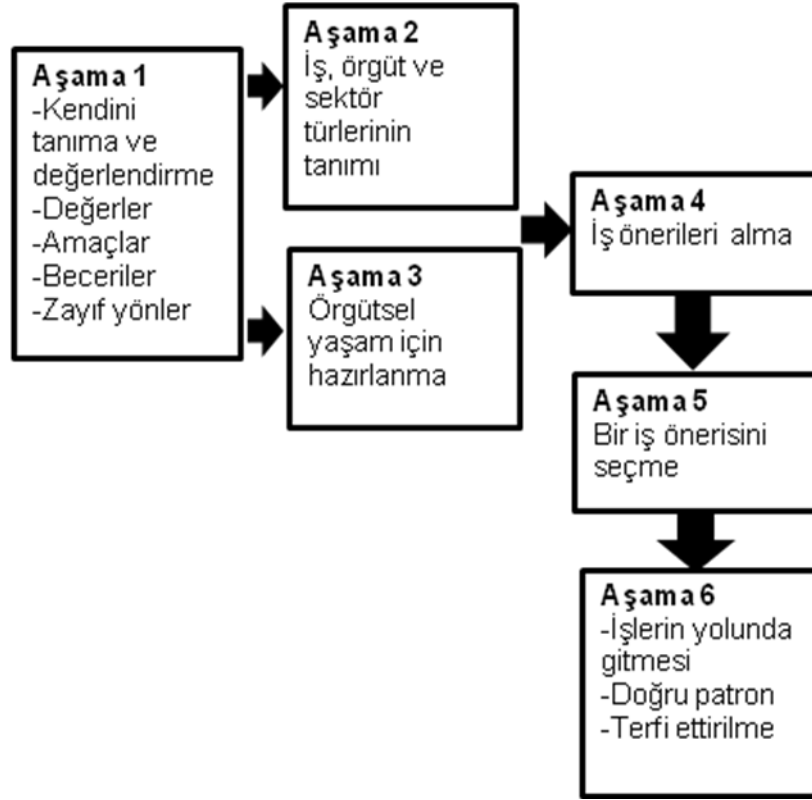 Aşama 1
-Kendini
tanıma ve
değerlendirme
-Değerler
-Amaçlar
-Beceriler
-Zayıf yönler
Aşama 2
İş, örgüt ve
sektör
türlerinin
tanımı
Aşama 3
Örgütsel
yaşam için
hazırlanma
Aşama 4
İş önerileri alma
Aşama 5
Bir iş önerisini
seçme
Aşama 6
-İşlerin yolunda
gitmesi
-Doğru patron
-Terfi ettirilme